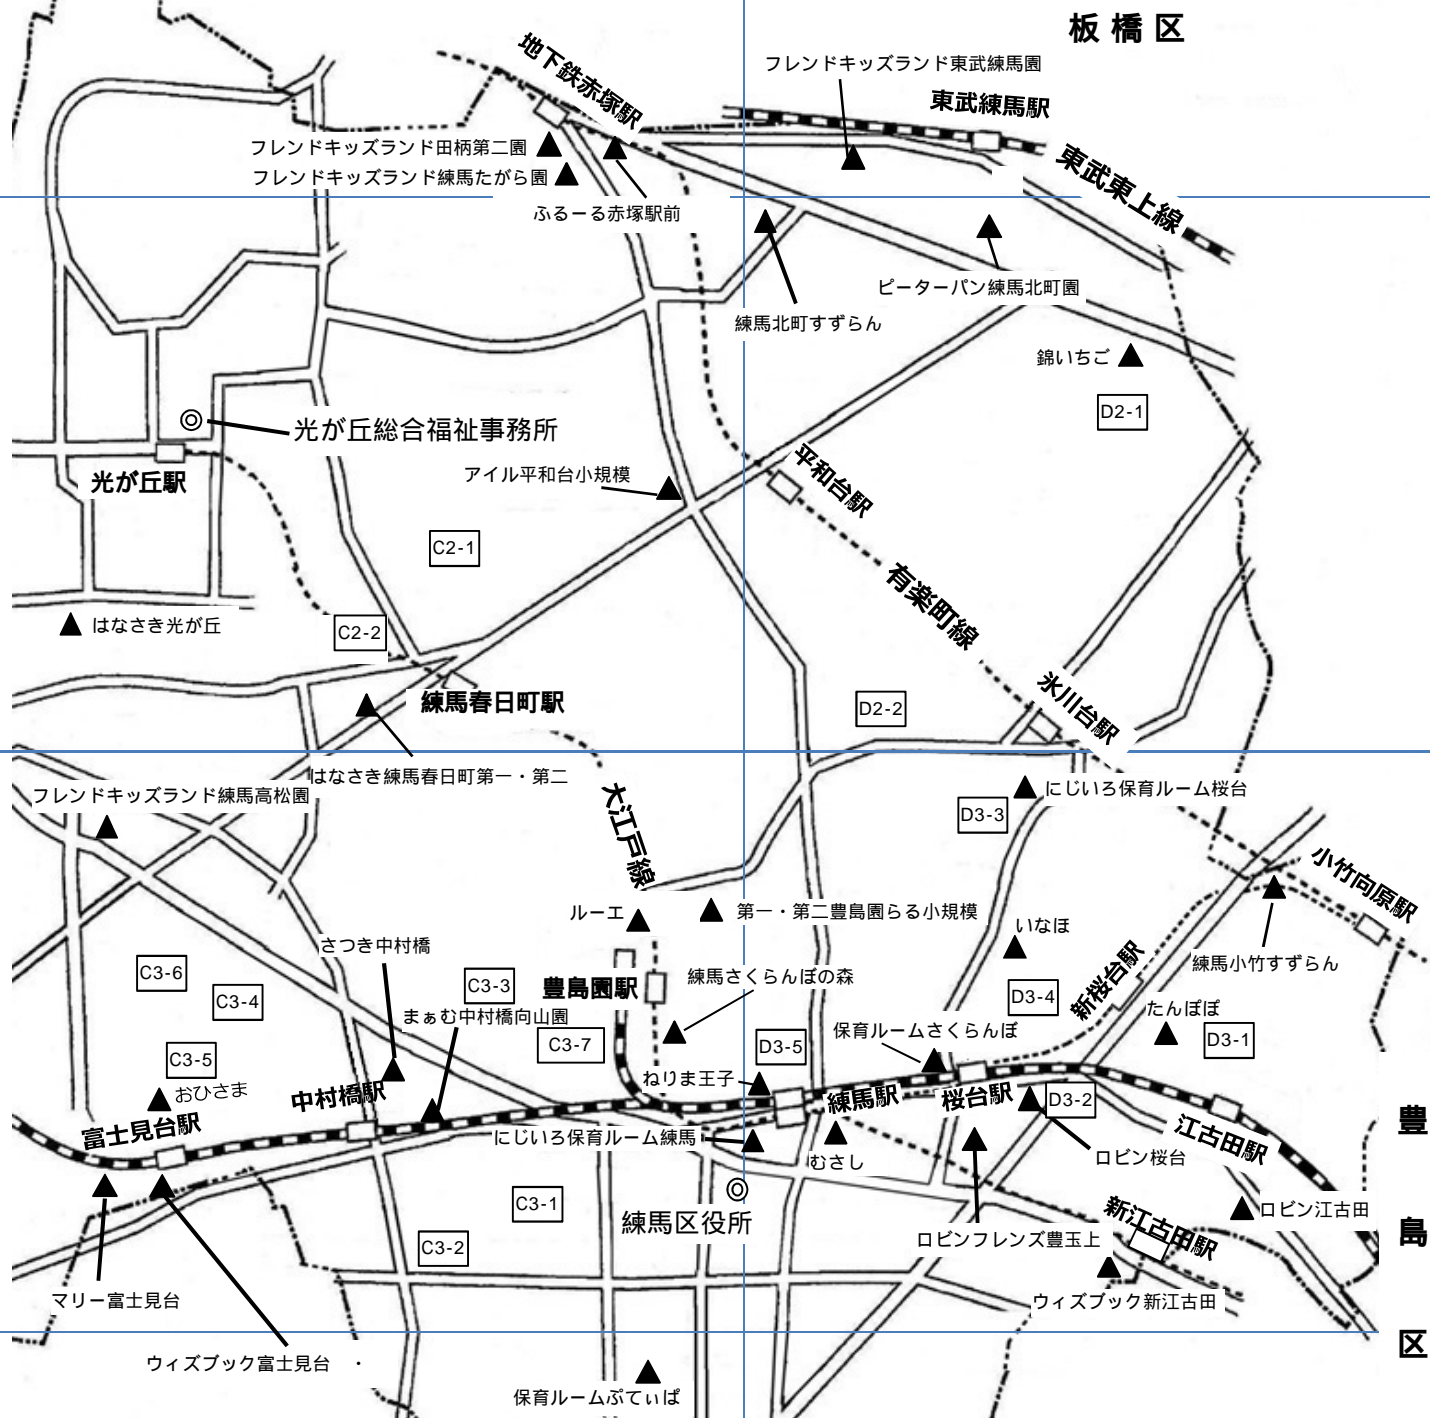 板橋区
地下鉄赤塚駅
フレンドキッズランド東武練馬園
東武練馬駅
フレンドキッズランド田柄第二園
フレンドキッズランド練馬たがら園
東武東上線
ふるーる赤塚駅前
ピーターパン練馬北町園
練馬北町すずらん
錦いちご
D2-1
光が丘総合福祉事務所
光が丘駅
アイル平和台小規模
平和台駅
C2-1
有楽町線
はなさき光が丘
C2-2
練馬春日町駅
D2-2
氷川台駅
はなさき練馬春日町第一・第二
フレンドキッズランド練馬高松園
大江戸線
にじいろ保育ルーム桜台
D3-3
小竹向原駅
ルーエ
第一・第二豊島園らる小規模
いなほ
さつき中村橋
C3-6
C3-4
C3-3
豊島園駅
練馬さくらんぼの森
練馬小竹すずらん
新桜台駅
D3-4
まぁむ中村橋向山園
たんぽぽ
C3-7
D3-5
保育ルームさくらんぼ
D3-1
C3-5
おひさま
ねりま王子
中村橋駅
練馬駅
桜台駅
D3-2
富士見台駅
にじいろ保育ルーム練馬
むさし
江古田駅
ロビン桜台
豊島区
C3-1
練馬区役所
C3-2
ロビンフレンズ豊玉上
新江古田駅
ロビン江古田
マリー富士見台
ウィズブック新江古田
ウィズブック富士見台　・
保育ルームぷてぃぱ